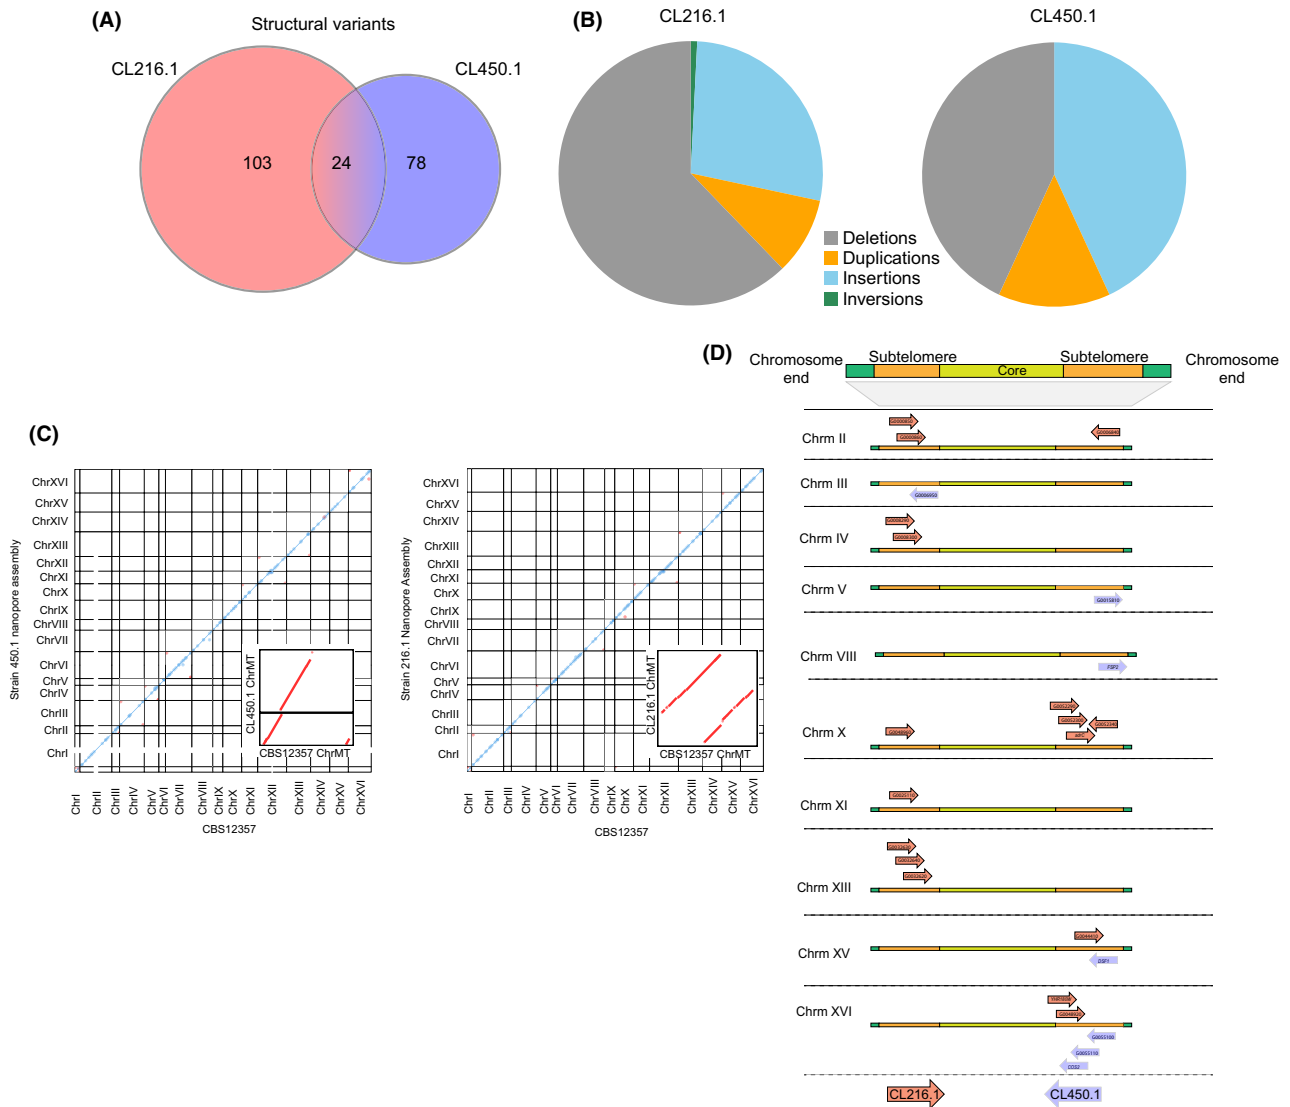 (A)
Structural variants
CL216.1
CL450.1
103
24
78
(B)
CL216.1
CL450.1
Deletions
Duplications
Insertions
Inversions
(C)
Strain 450.1 nanopore assembly
ChrXVI
ChrXV
ChrXIV
ChrXIII
ChrXII
ChrXI
ChrX
ChrIX
ChrVIII
ChrVII
ChrVI
ChrV
ChrIV
ChrIII
ChrII
ChrI
CL450.1 ChrMT
CBS12357 ChrMT
ChrI
ChrII
ChrIII
ChrIV
ChrV
ChrVI
ChrVII
ChrVIII
ChrIX
ChrX
ChrXI
ChrXII
ChrXIII
ChrXIV
ChrXV
ChrXVI
CBS12357
Strain 216.1 Nanopore Assembly
ChrXVI
ChrXV
ChrXIV
ChrXIII
ChrXII
ChrXI
ChrX
ChrIX
ChrVIII
ChrVII
ChrVI
ChrV
ChrIV
ChrIII
ChrII
ChrI
CL216.1 ChrMT
CBS12357 ChrMT
ChrI
ChrII
ChrIII
ChrIV
ChrV
ChrVI
ChrVII
ChrVIII
ChrIX
ChrX
ChrXI
ChrXII
ChrXIII
ChrXIV
ChrXV
ChrXVI
CBS12357
(D)
Chromosome
end
Subtelomere
Core
Subtelomere
Chromosome
end
Chrm II
Chrm III
G0006950
Chrm IV
Chrm V
G0015810
Chrm VIII
FSP2
Chrm X
Chrm XI
Chrm XIII
Chrm XV
Chrm XVI
G0055100
G0055110
COS2
CL216.1
CL450.1